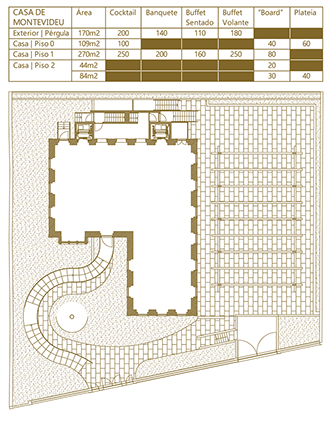 CASA DE MONTEVIDEU Área Cocktail Banquete Buffet Sentado Buffet Volante "Board" Plateia
Exterior | Pérgula 170m2 200 140 110 180
Casa | Piso 0 109m2 100 40 60
Casa | Piso 1 270m2 250 200 160 250 80
Casa | Piso 2 44m2 20
84m2 30 40